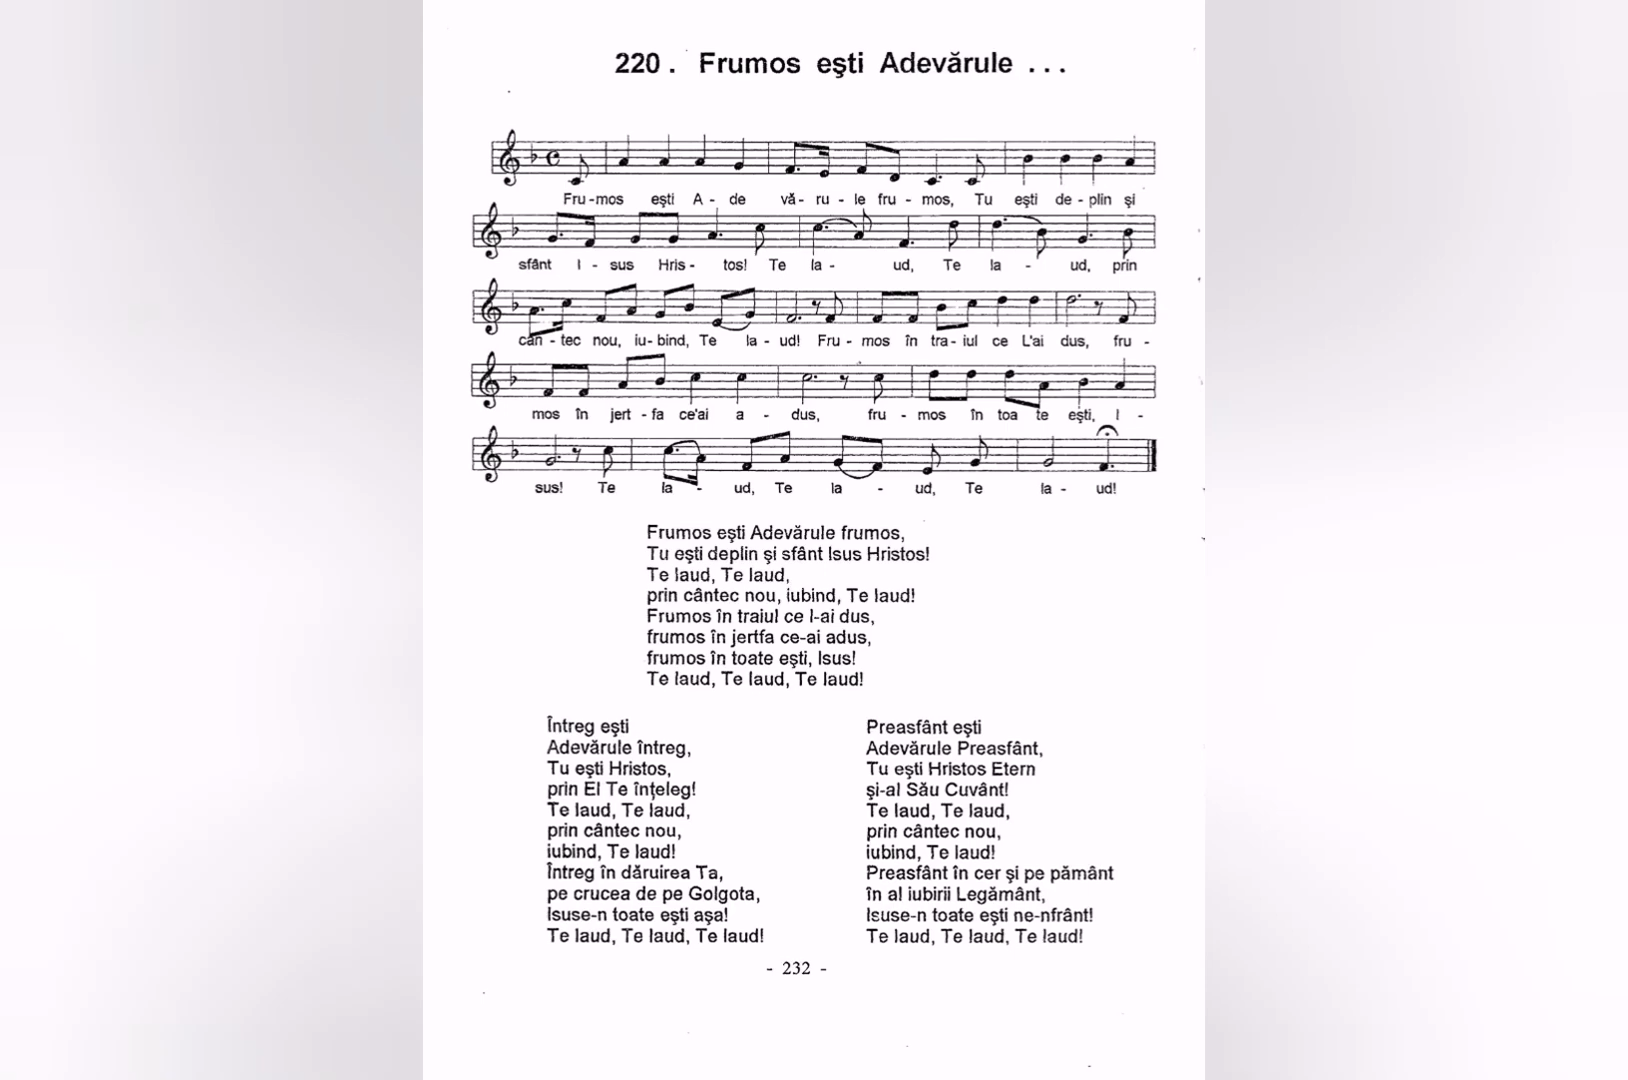 220 . Frumos eşti Adevărule . . .
Fru -mos eşti A - de vă - ru - le fru - mos, Tu eşti de - plin şi
sfânt I - sus Hris - tos! Te la - ud, Te la - ud, prin
cân - tec nou, iu- bind, Te la - ud! Fru - mos în tra- iul ce L'ai dus, fru -
mos în jert - fa ce'ai a - dus, fru - mos în toa te eşti, I -
sus! Te la - ud, Te la - ud, Te la - ud!
Frumos eşti Adevărule frumos,
Tu eşti deplin şi sfânt Isus Hristos!
Te laud, Te laud,
prin cântec nou, iubind, Te laud!
Frumos în traiul ce l-ai dus,
frumos în jertfa ce-ai adus,
frumos în toate eşti, Isus!
Te laud, Te laud, Te laud!
Întreg eşti
Adevărule întreg,
Tu eşti Hristos,
prin El Te înţeleg!
Te laud, Te laud,
prin cântec nou,
iubind, Te laud!
Întreg în dăruirea Ta,
pe crucea de pe Golgota,
Isuse-n toate eşti aşa!
Te laud, Te laud, Te laud!
Preasfânt eşti
Adevărule Preasfânt,
Tu eşti Hristos Etern
şi-al Său Cuvânt!
Te laud, Te laud,
prin cântec nou,
iubind, Te laud!
Preasfânt în cer şi pe pământ
în al iubirii Legământ,
Isuse-n toate eşti ne-nfrânt!
Te laud, Te laud, Te laud!
- 232 -